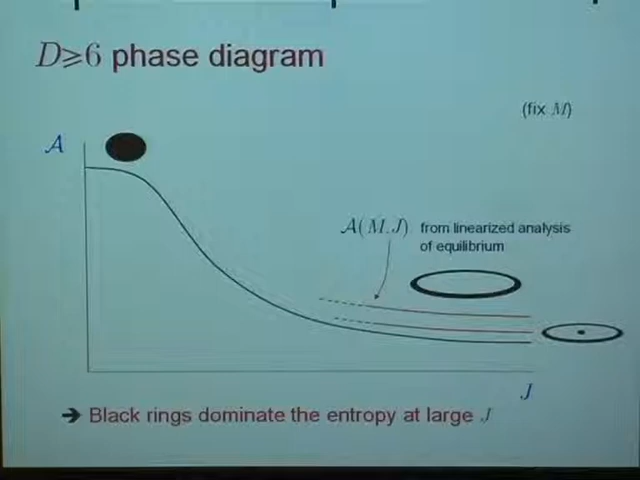 D≥6 phase diagram
(fix M)
A
A(M,J) from linearized analysis
of equilibrium
J
→ Black rings dominate the entropy at large J